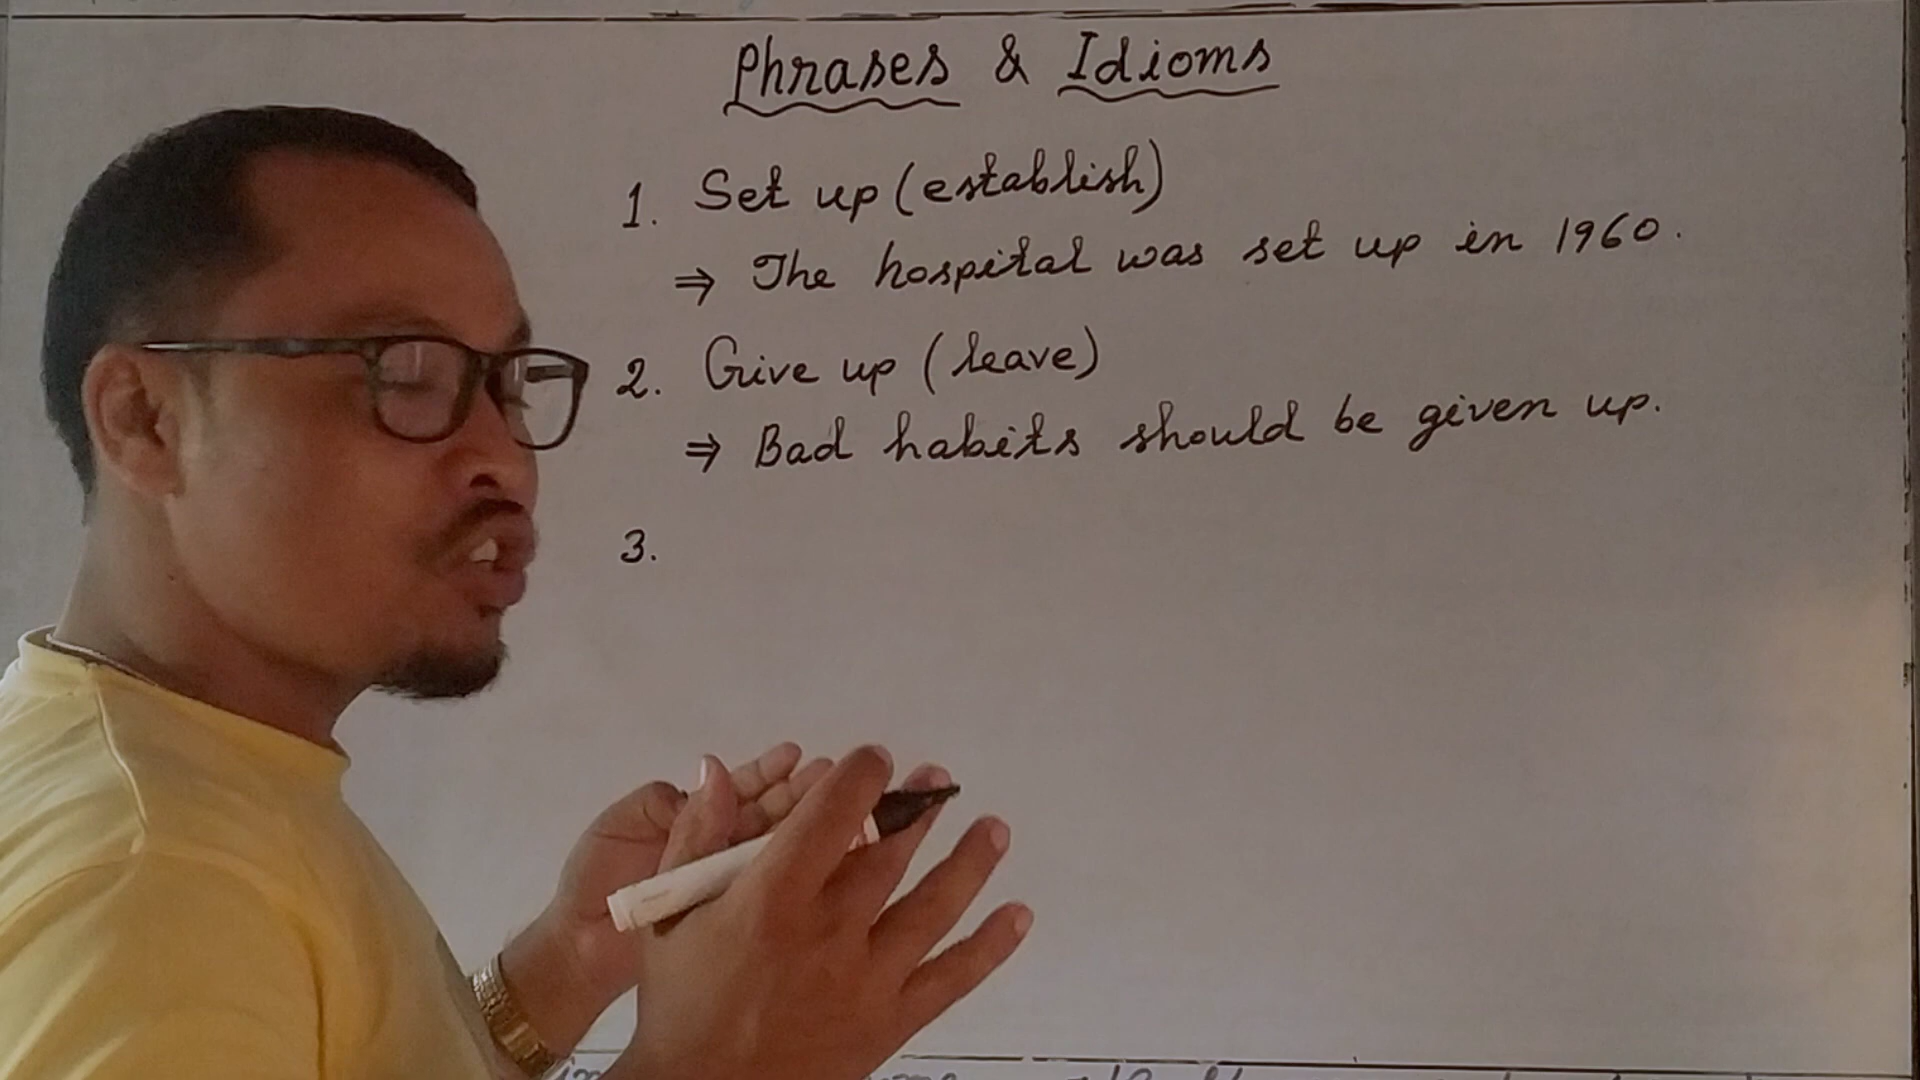 Phrases & Idioms
1. Set up (establish)
⇒ The hospital was set up in 1960.
2. Give up (leave)
⇒ Bad habits should be given up.
3.